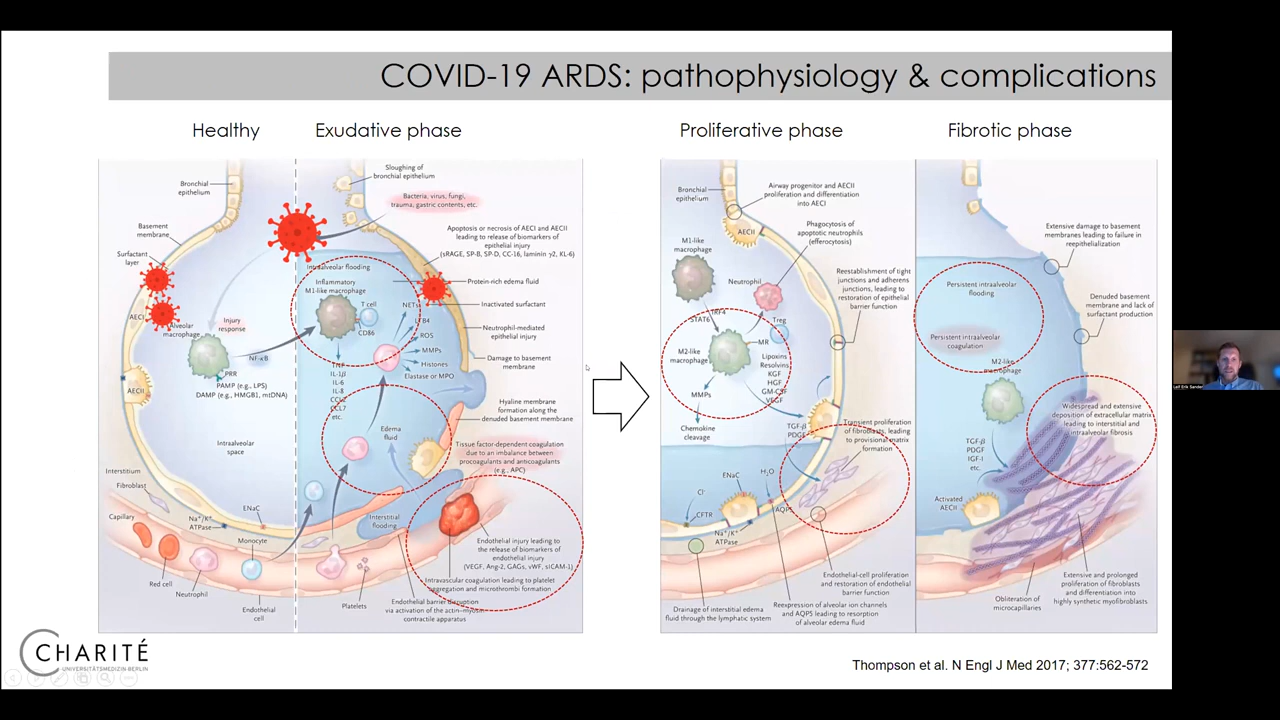 COVID-19 ARDS: pathophysiology & complications
Healthy
Exudative phase
Proliferative phase
Fibrotic phase
Bronchial
epithelium
Basement
membrane
Surfactant
layer
AECI
Alveolar
macrophage
Injury
response
NF-κB
PRR
PAMP (e.g., LPS)
DAMP (e.g., HMGB1, mtDNA)
AECII
Intraalveolar
space
Interstitium
Fibroblast
Capillary
Na⁺/K⁺
ATPase
ENaC
Monocyte
Red cell
Neutrophil
Endothelial
cell
Sloughing of
bronchial epithelium
Bacteria, virus, fungi,
trauma, gastric contents, etc.
Apoptosis or necrosis of AECI and AECII
leading to release of biomarkers of
epithelial injury
(sRAGE, SP-B, SP-D, CC-16, laminin γ2, KL-6)
Intraalveolar flooding
Inflammatory
M1-like macrophage
T cell
CD86
NETs
LTB4
ROS
MMPs
Histones
Elastase or MPO
Protein-rich edema fluid
Inactivated surfactant
Neutrophil-mediated
epithelial injury
Damage to basement
membrane
TNF
IL-1β
IL-6
IL-8
CCL2
CCL7
etc.
Edema
fluid
Hyaline membrane
formation along the
denuded basement membrane
Tissue factor-dependent coagulation
due to an imbalance between
procoagulants and anticoagulants
(e.g., APC)
Interstitial
flooding
Endothelial injury leading to
the release of biomarkers of
endothelial injury
(VEGF, Ang-2, GAGs, vWF, sICAM-1)
Intravascular coagulation leading to platelet
aggregation and microthrombi formation
Platelets
Endothelial barrier disruption
via activation of the actin–myosin
contractile apparatus
Bronchial
epithelium
Airway progenitor and AECII
proliferation and differentiation
into AECI
AECII
Phagocytosis of
apoptotic neutrophils
(efferocytosis)
M1-like
macrophage
Neutrophil
Reestablishment of tight
junctions and adherens
junctions, leading to
restoration of epithelial
barrier function
IRF4
STAT6
Treg
MR
M2-like
macrophage
Lipoxins
Resolvins
KGF
HGF
GM-CSF
VEGF
MMPs
Chemokine
cleavage
TGF-β
PDGF
Transient proliferation
of fibroblasts, leading
to provisional matrix
formation
ENaC
H₂O
Cl⁻
CFTR
AQP5
Na⁺/K⁺
ATPase
Endothelial-cell proliferation
and restoration of endothelial
barrier function
Drainage of interstitial edema
fluid through the lymphatic system
Reexpression of alveolar ion channels
and AQP5 leading to resorption
of alveolar edema fluid
Extensive damage to basement
membranes leading to failure in
reepithelialization
Persistent intraalveolar
flooding
Denuded basement
membrane and lack of
surfactant production
Persistent intraalveolar
coagulation
M2-like
macrophage
Widespread and extensive
deposition of extracellular matrix
leading to interstitial and
intraalveolar fibrosis
TGF-β
PDGF
IGF-I
etc.
Activated
AECII
Extensive and prolonged
proliferation of fibroblasts
and differentiation into
highly synthetic myofibroblasts
Obliteration of
microcapillaries
CHARITÉ
UNIVERSITÄTSMEDIZIN BERLIN
Thompson et al. N Engl J Med 2017; 377:562-572
Leif Erik Sander